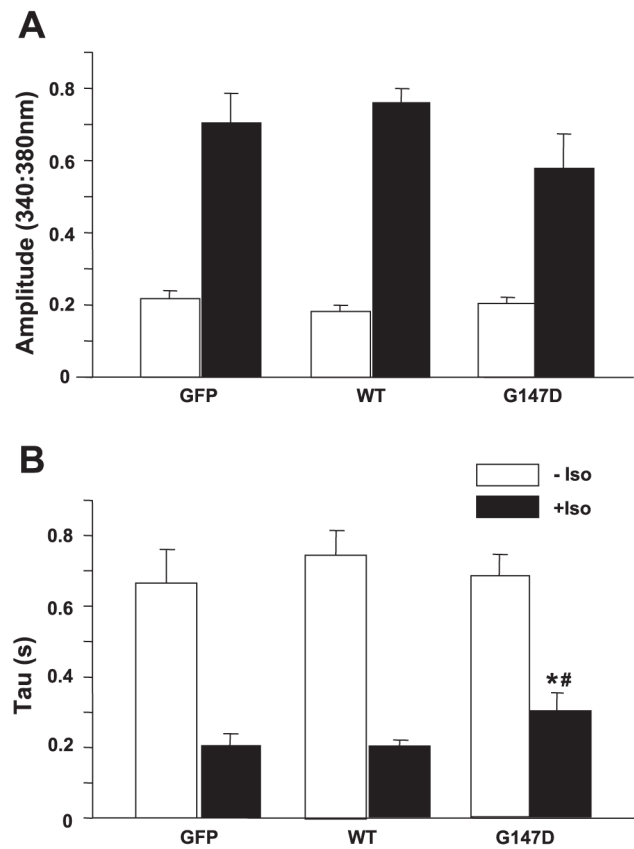 A
Amplitude (340:380nm)
0.8
0.6
0.4
0.2
0
GFP WT G147D
B
- Iso
+Iso
Tau (s)
0.8
0.6
0.4
0.2
0
*#
GFP WT G147D